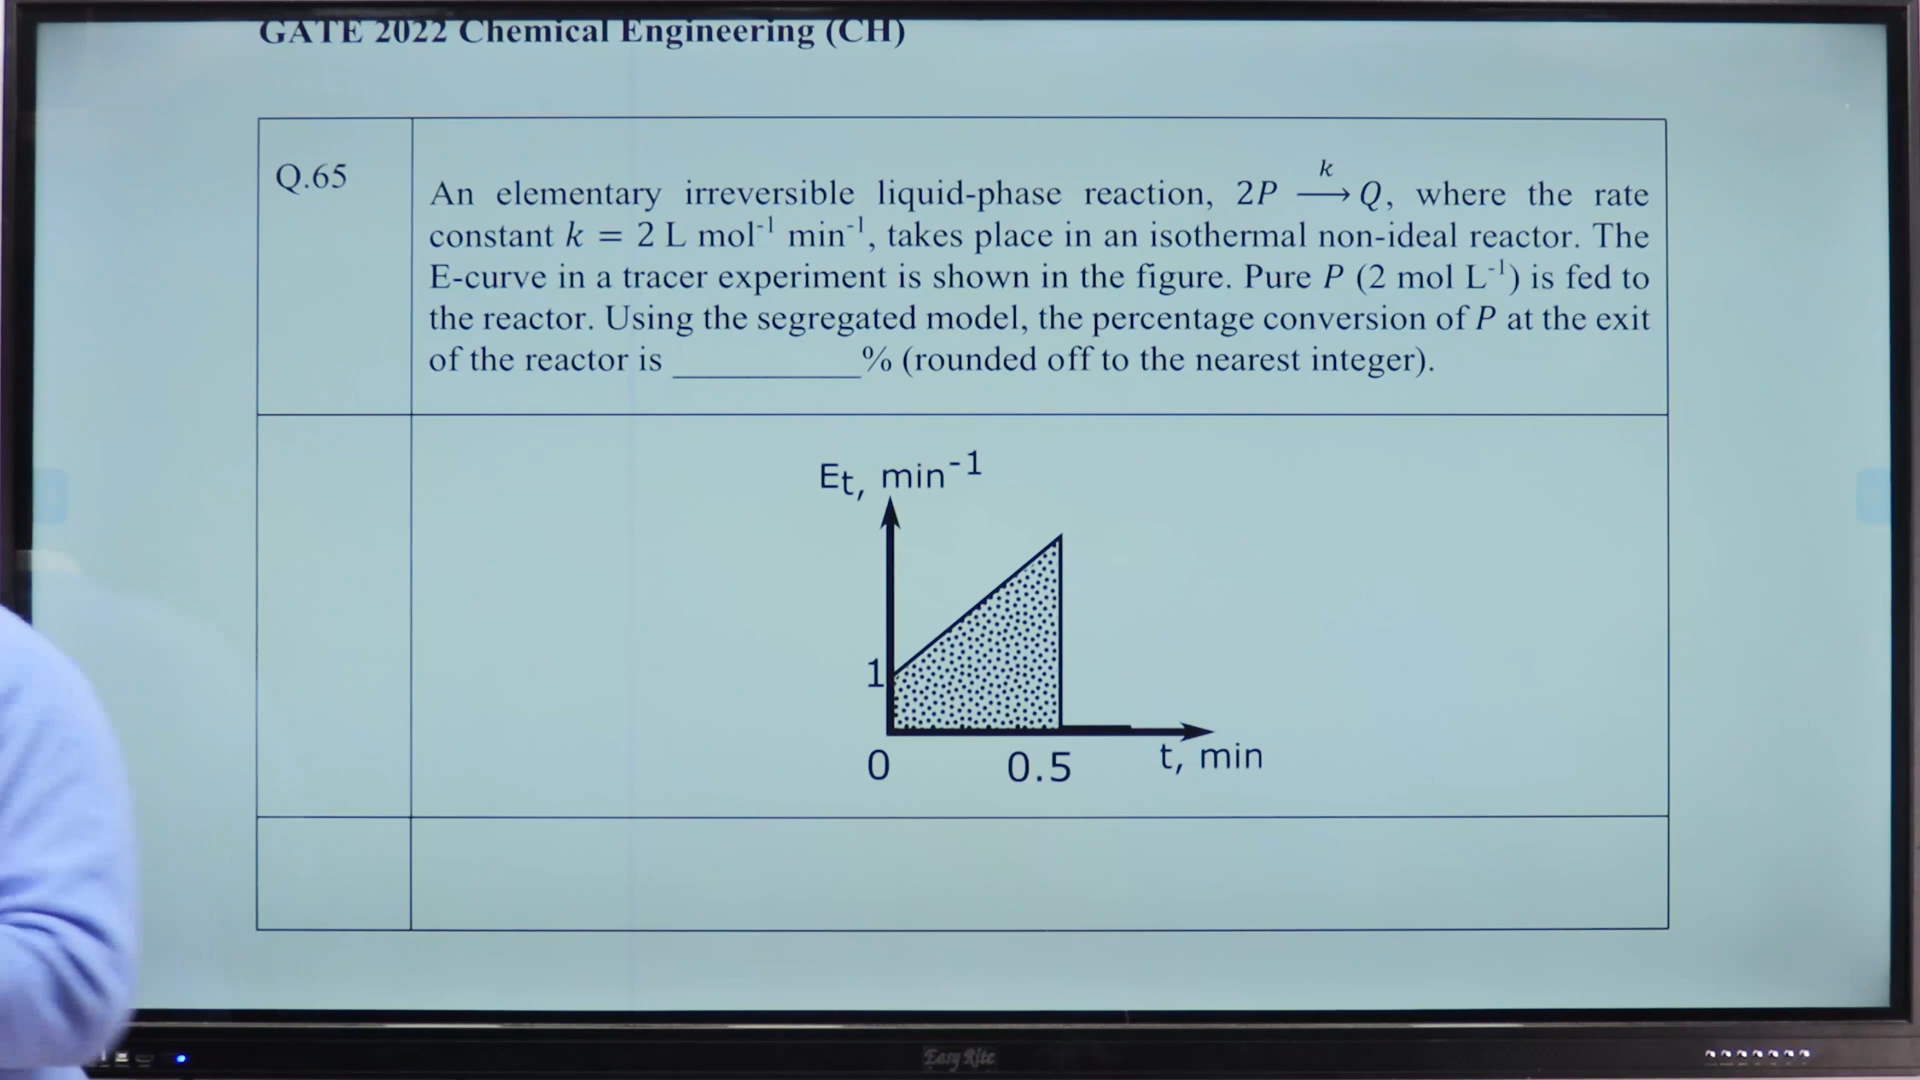 GATE 2022 Chemical Engineering (CH)
Q.65
An elementary irreversible liquid-phase reaction, 2P \xrightarrow{k} Q, where the rate
constant k = 2 L mol⁻¹ min⁻¹, takes place in an isothermal non-ideal reactor. The
E-curve in a tracer experiment is shown in the figure. Pure P (2 mol L⁻¹) is fed to
the reactor. Using the segregated model, the percentage conversion of P at the exit
of the reactor is __________% (rounded off to the nearest integer).
Et, min⁻¹
1
0
0.5
t, min
EasyRite